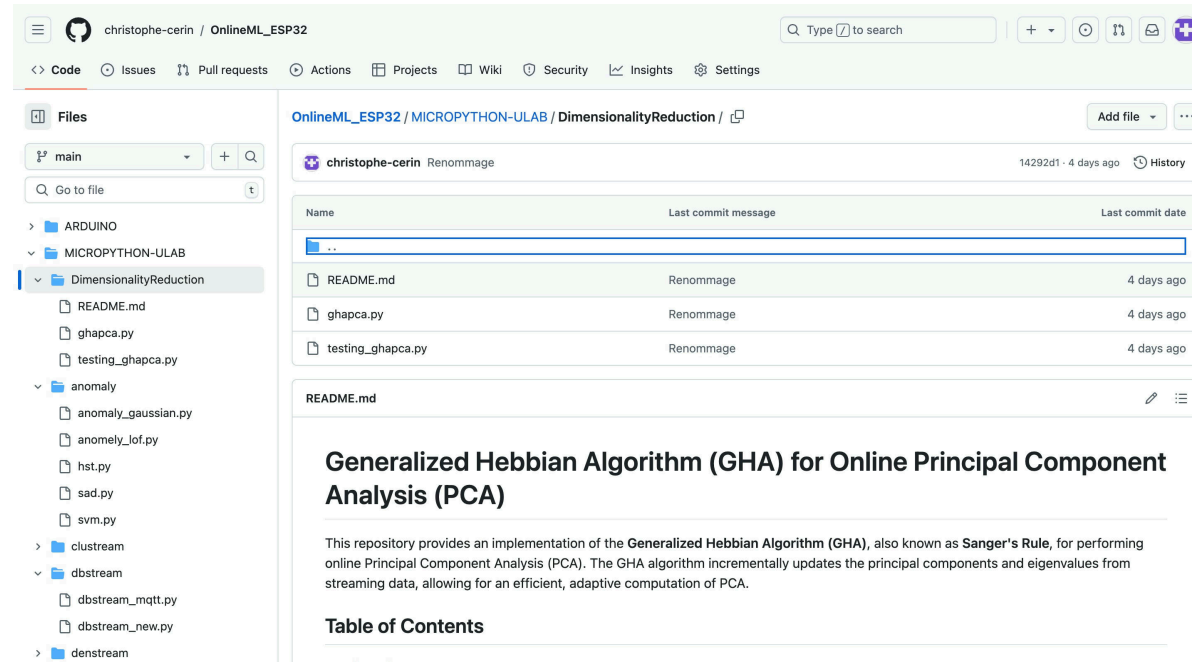 christophe-cerin / OnlineML_ESP32
Type / to search
Code Issues Pull requests Actions Projects Wiki Security Insights Settings
Files
main
Go to file t
ARDUINO
MICROPYTHON-ULAB
DimensionalityReduction
README.md
ghapca.py
testing_ghapca.py
anomaly
anomaly_gaussian.py
anomely_lof.py
hst.py
sad.py
svm.py
clustream
dbstream
dbstream_mqtt.py
dbstream_new.py
denstream
OnlineML_ESP32 / MICROPYTHON-ULAB / DimensionalityReduction /
Add file
christophe-cerin Renommage 14292d1 · 4 days ago History
Name Last commit message Last commit date
..
README.md Renommage 4 days ago
ghapca.py Renommage 4 days ago
testing_ghapca.py Renommage 4 days ago
README.md
Generalized Hebbian Algorithm (GHA) for Online Principal Component
Analysis (PCA)
This repository provides an implementation of the Generalized Hebbian Algorithm (GHA), also known as Sanger's Rule, for performing
online Principal Component Analysis (PCA). The GHA algorithm incrementally updates the principal components and eigenvalues from
streaming data, allowing for an efficient, adaptive computation of PCA.
Table of Contents